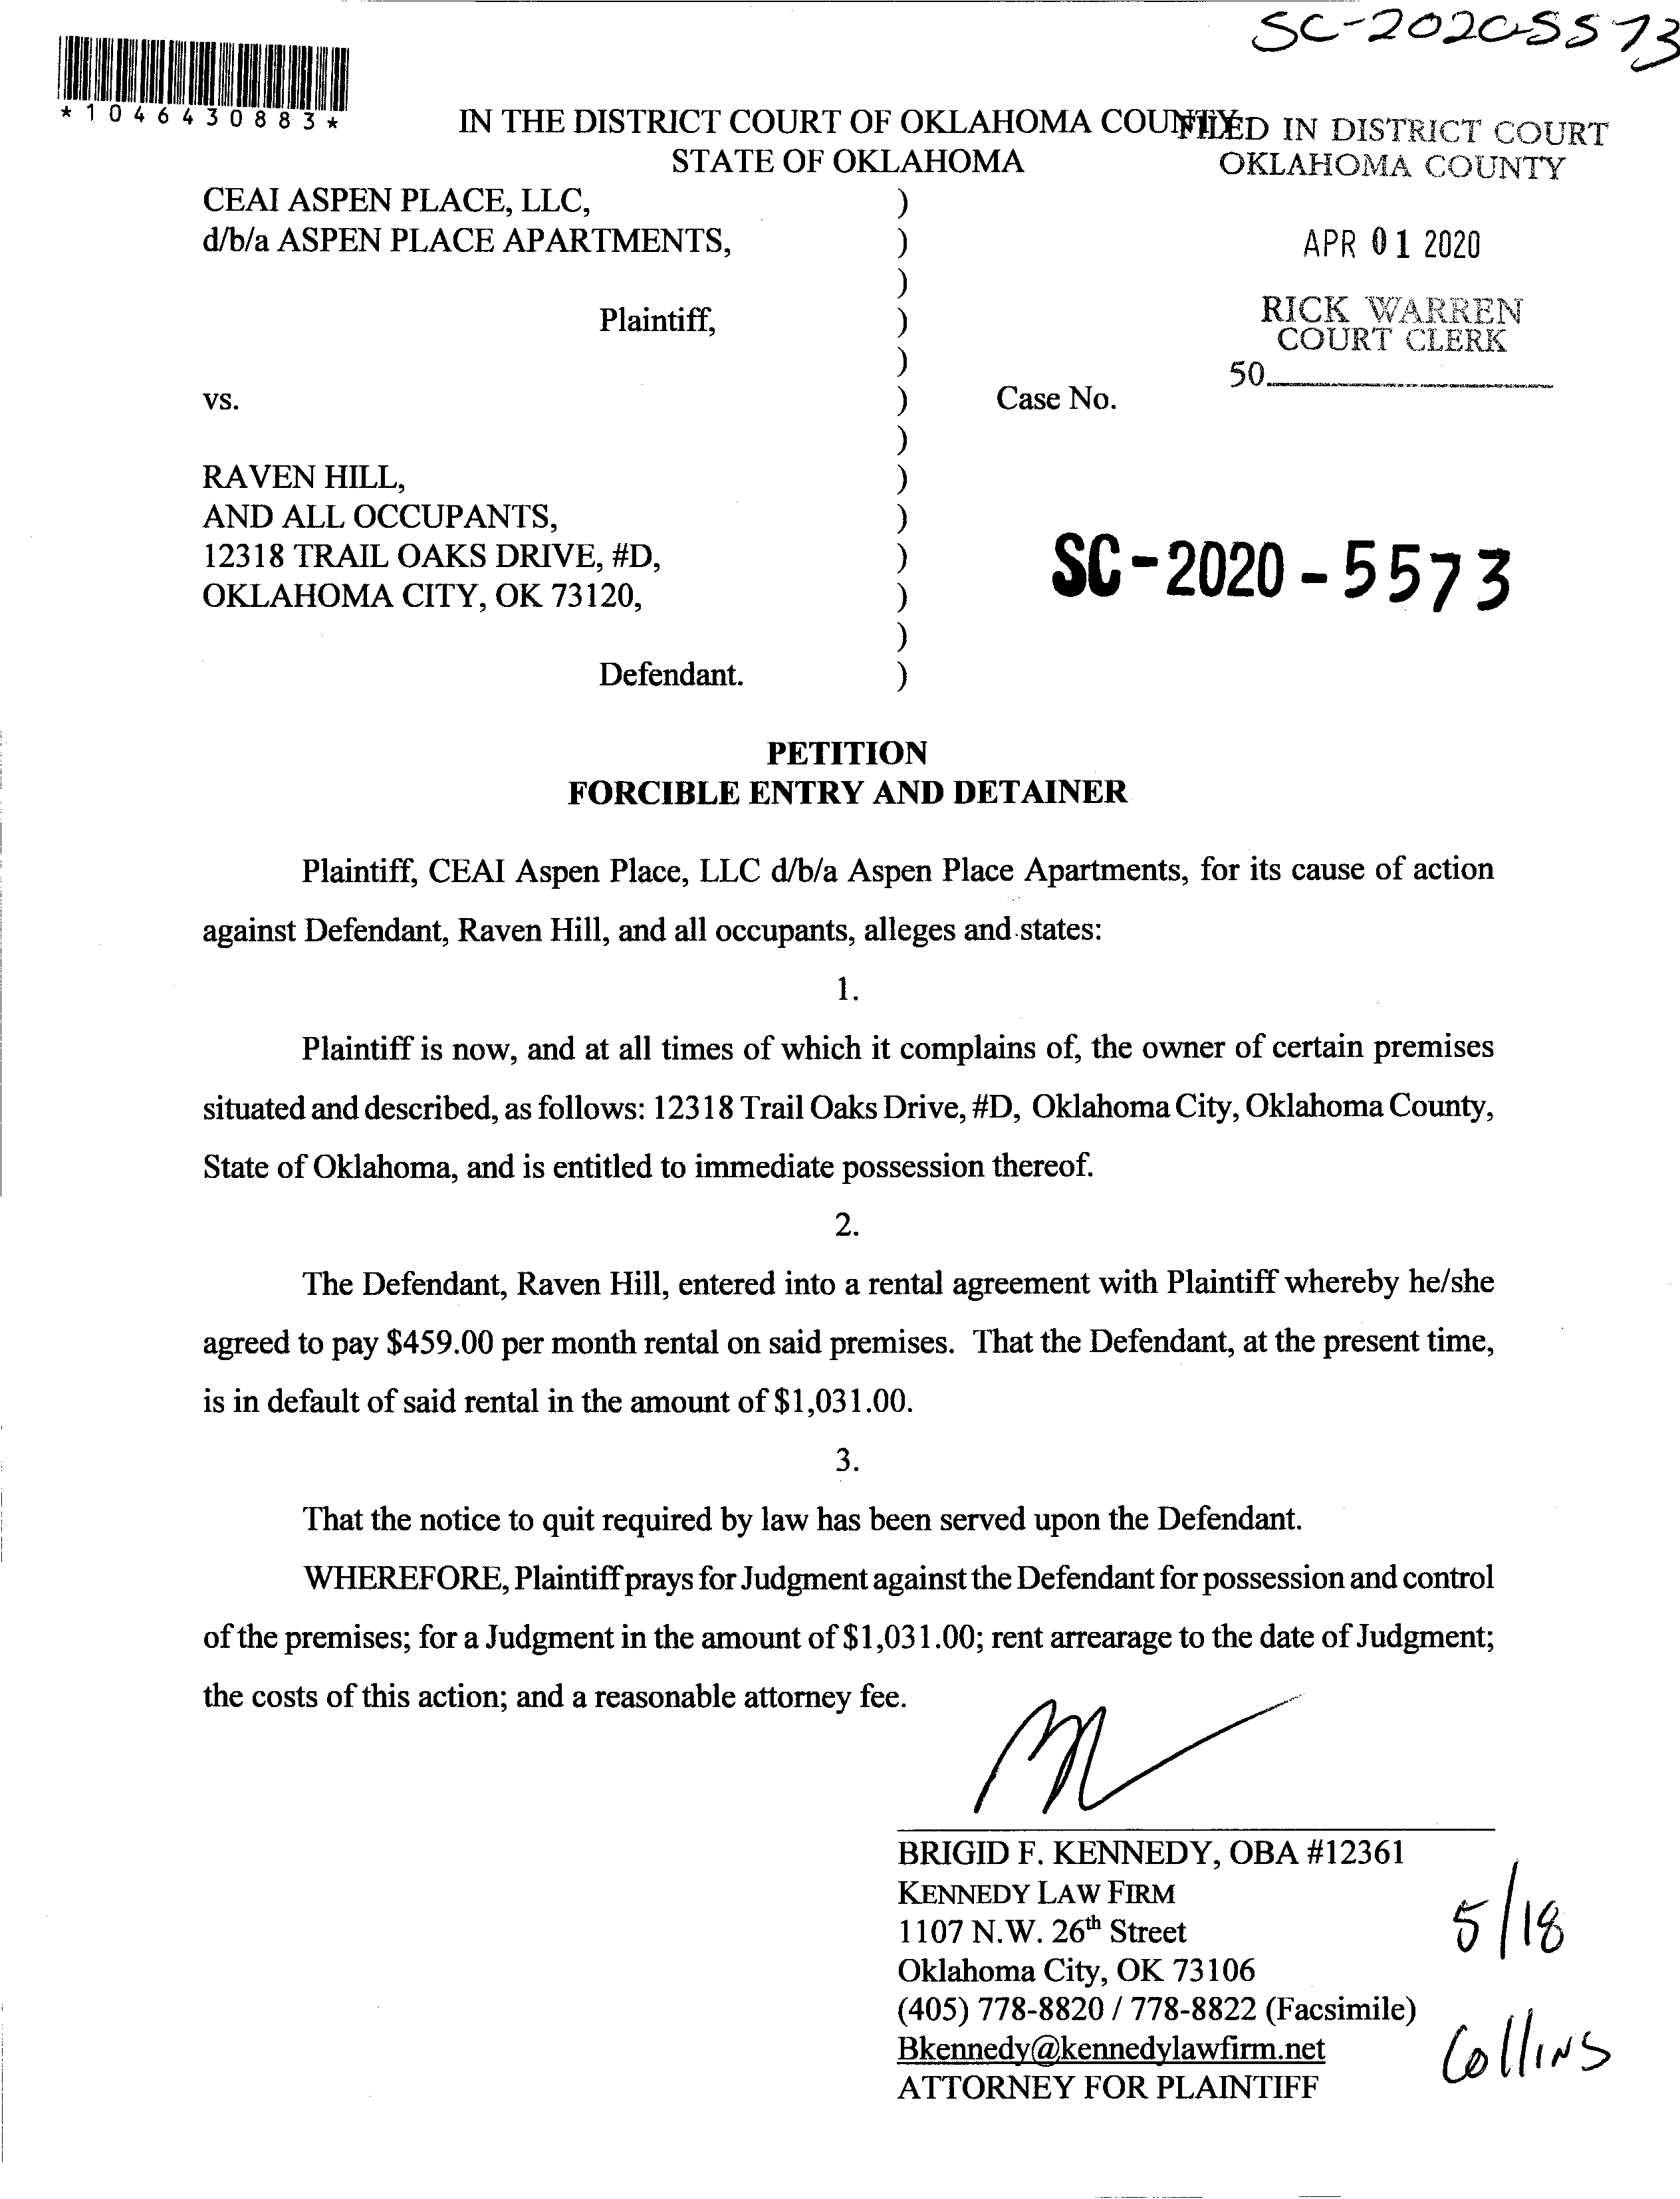 SC-2020-5573
*1046430883*
IN THE DISTRICT COURT OF OKLAHOMA COUNTY
STATE OF OKLAHOMA
FILED IN DISTRICT COURT
OKLAHOMA COUNTY
APR 01 2020
RICK WARREN
COURT CLERK
50
CEAI ASPEN PLACE, LLC, )
d/b/a ASPEN PLACE APARTMENTS, )
)
Plaintiff, )
)
vs. ) Case No.
)
RAVEN HILL, )
AND ALL OCCUPANTS, )
12318 TRAIL OAKS DRIVE, #D, ) SC-2020-5573
OKLAHOMA CITY, OK 73120, )
)
Defendant. )
PETITION
FORCIBLE ENTRY AND DETAINER
Plaintiff, CEAI Aspen Place, LLC d/b/a Aspen Place Apartments, for its cause of action
against Defendant, Raven Hill, and all occupants, alleges and states:
1.
Plaintiff is now, and at all times of which it complains of, the owner of certain premises
situated and described, as follows: 12318 Trail Oaks Drive, #D, Oklahoma City, Oklahoma County,
State of Oklahoma, and is entitled to immediate possession thereof.
2.
The Defendant, Raven Hill, entered into a rental agreement with Plaintiff whereby he/she
agreed to pay $459.00 per month rental on said premises. That the Defendant, at the present time,
is in default of said rental in the amount of $1,031.00.
3.
That the notice to quit required by law has been served upon the Defendant.
WHEREFORE, Plaintiff prays for Judgment against the Defendant for possession and control
of the premises; for a Judgment in the amount of $1,031.00; rent arrearage to the date of Judgment;
the costs of this action; and a reasonable attorney fee.
BRIGID F. KENNEDY, OBA #12361
KENNEDY LAW FIRM
1107 N.W. 26th Street
Oklahoma City, OK 73106
(405) 778-8820 / 778-8822 (Facsimile)
Bkennedy@kennedylawfirm.net
ATTORNEY FOR PLAINTIFF
5/18
Collins